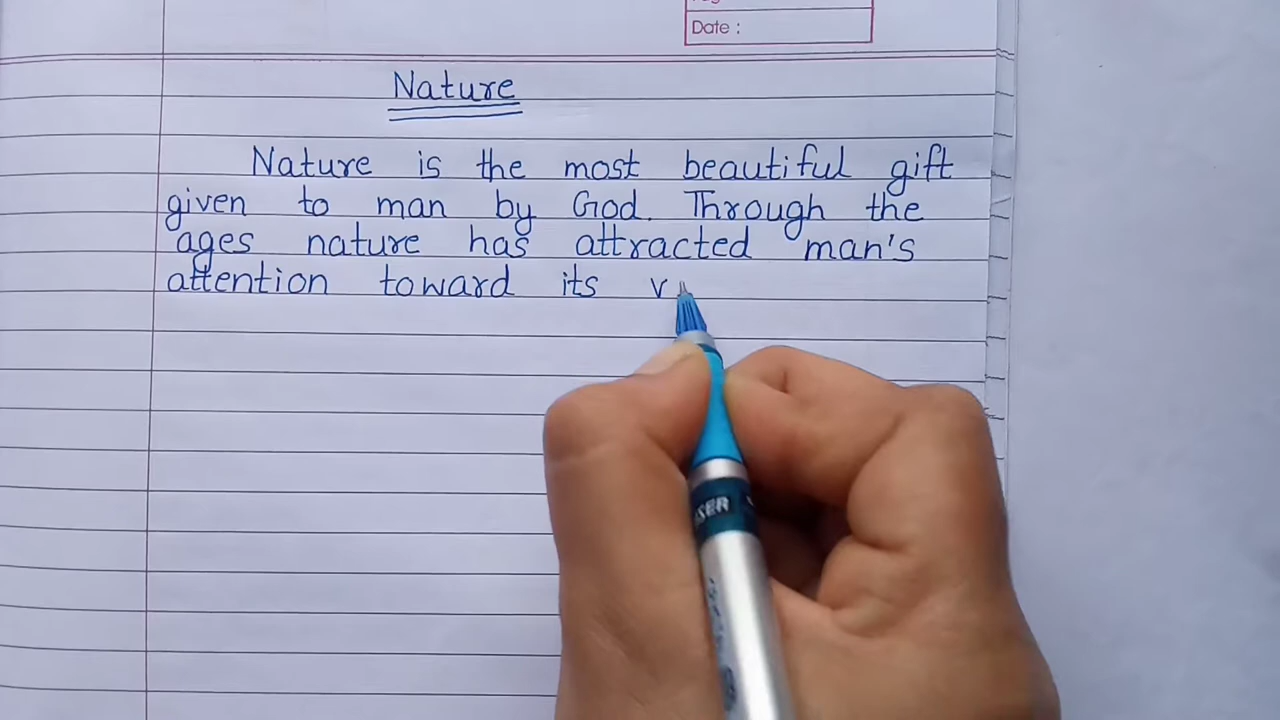 Date :
Nature
Nature is the most beautiful gift
given to man by God. Through the
ages nature has attracted man's
attention toward its v